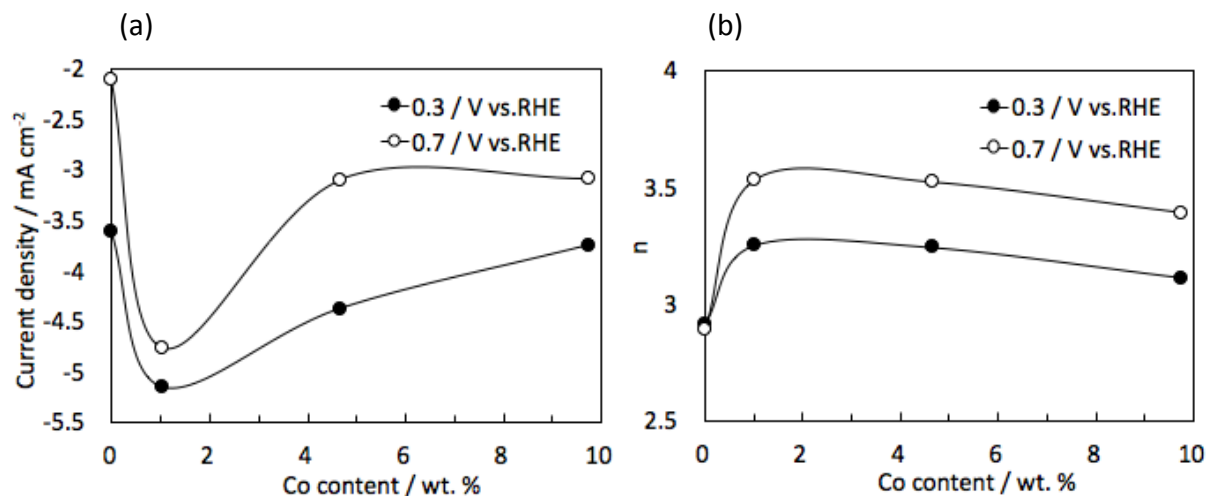 (a)
-2
-2.5
-3
-3.5
-4
-4.5
-5
-5.5
Current density / mA cm⁻²
0.3 / V vs.RHE
0.7 / V vs.RHE
0 2 4 6 8 10
Co content / wt. %
(b)
4
3.5
3
2.5
n
0.3 / V vs.RHE
0.7 / V vs.RHE
0 2 4 6 8 10
Co content / wt. %